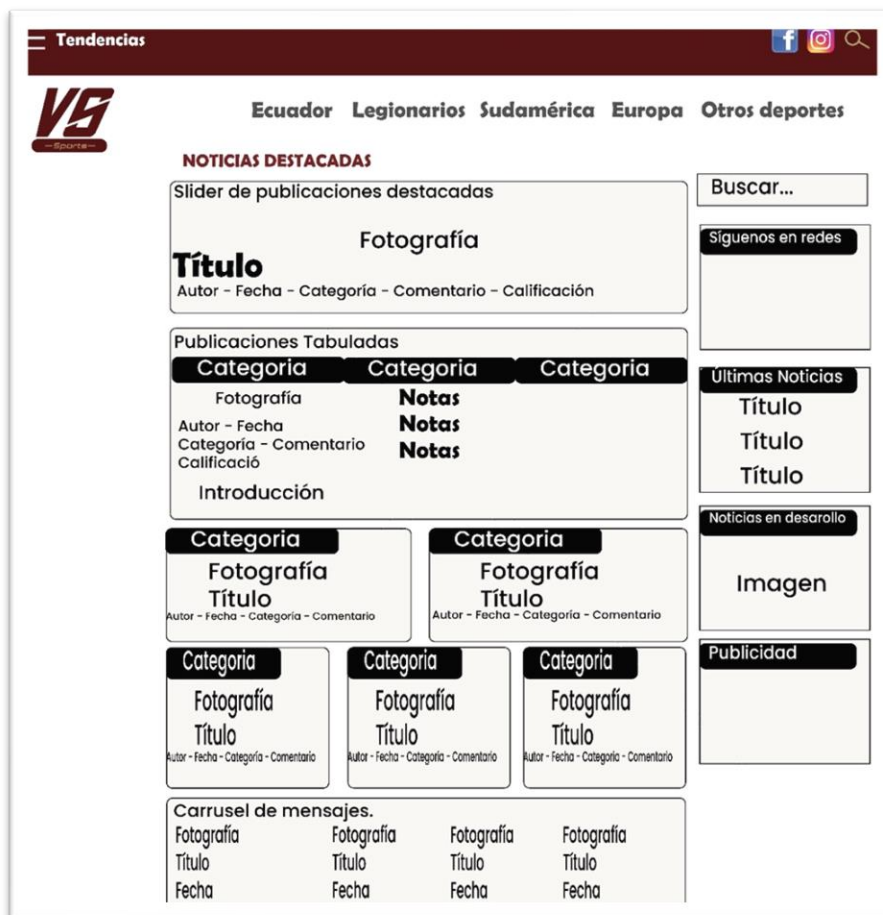 Tendencias
VS
Sports
Ecuador Legionarios Sudamérica Europa Otros deportes
NOTICIAS DESTACADAS
Slider de publicaciones destacadas
Fotografía
Título
Autor - Fecha - Categoría - Comentario - Calificación
Publicaciones Tabuladas
Categoria Categoria Categoria
Fotografía
Autor - Fecha
Categoría - Comentario
Calificació
Introducción
Notas
Notas
Notas
Categoria
Fotografía
Título
Autor - Fecha - Categoría - Comentario
Categoria
Fotografía
Título
Autor - Fecha - Categoría - Comentario
Categoria
Fotografía
Título
Autor - Fecha - Categoría - Comentario
Categoria
Fotografía
Título
Autor - Fecha - Categoría - Comentario
Categoria
Fotografía
Título
Autor - Fecha - Categoría - Comentario
Carrusel de mensajes.
Fotografía Fotografía Fotografía Fotografía
Título Título Título Título
Fecha Fecha Fecha Fecha
Buscar...
Síguenos en redes
Últimas Noticias
Título
Título
Título
Noticias en desarollo
Imagen
Publicidad